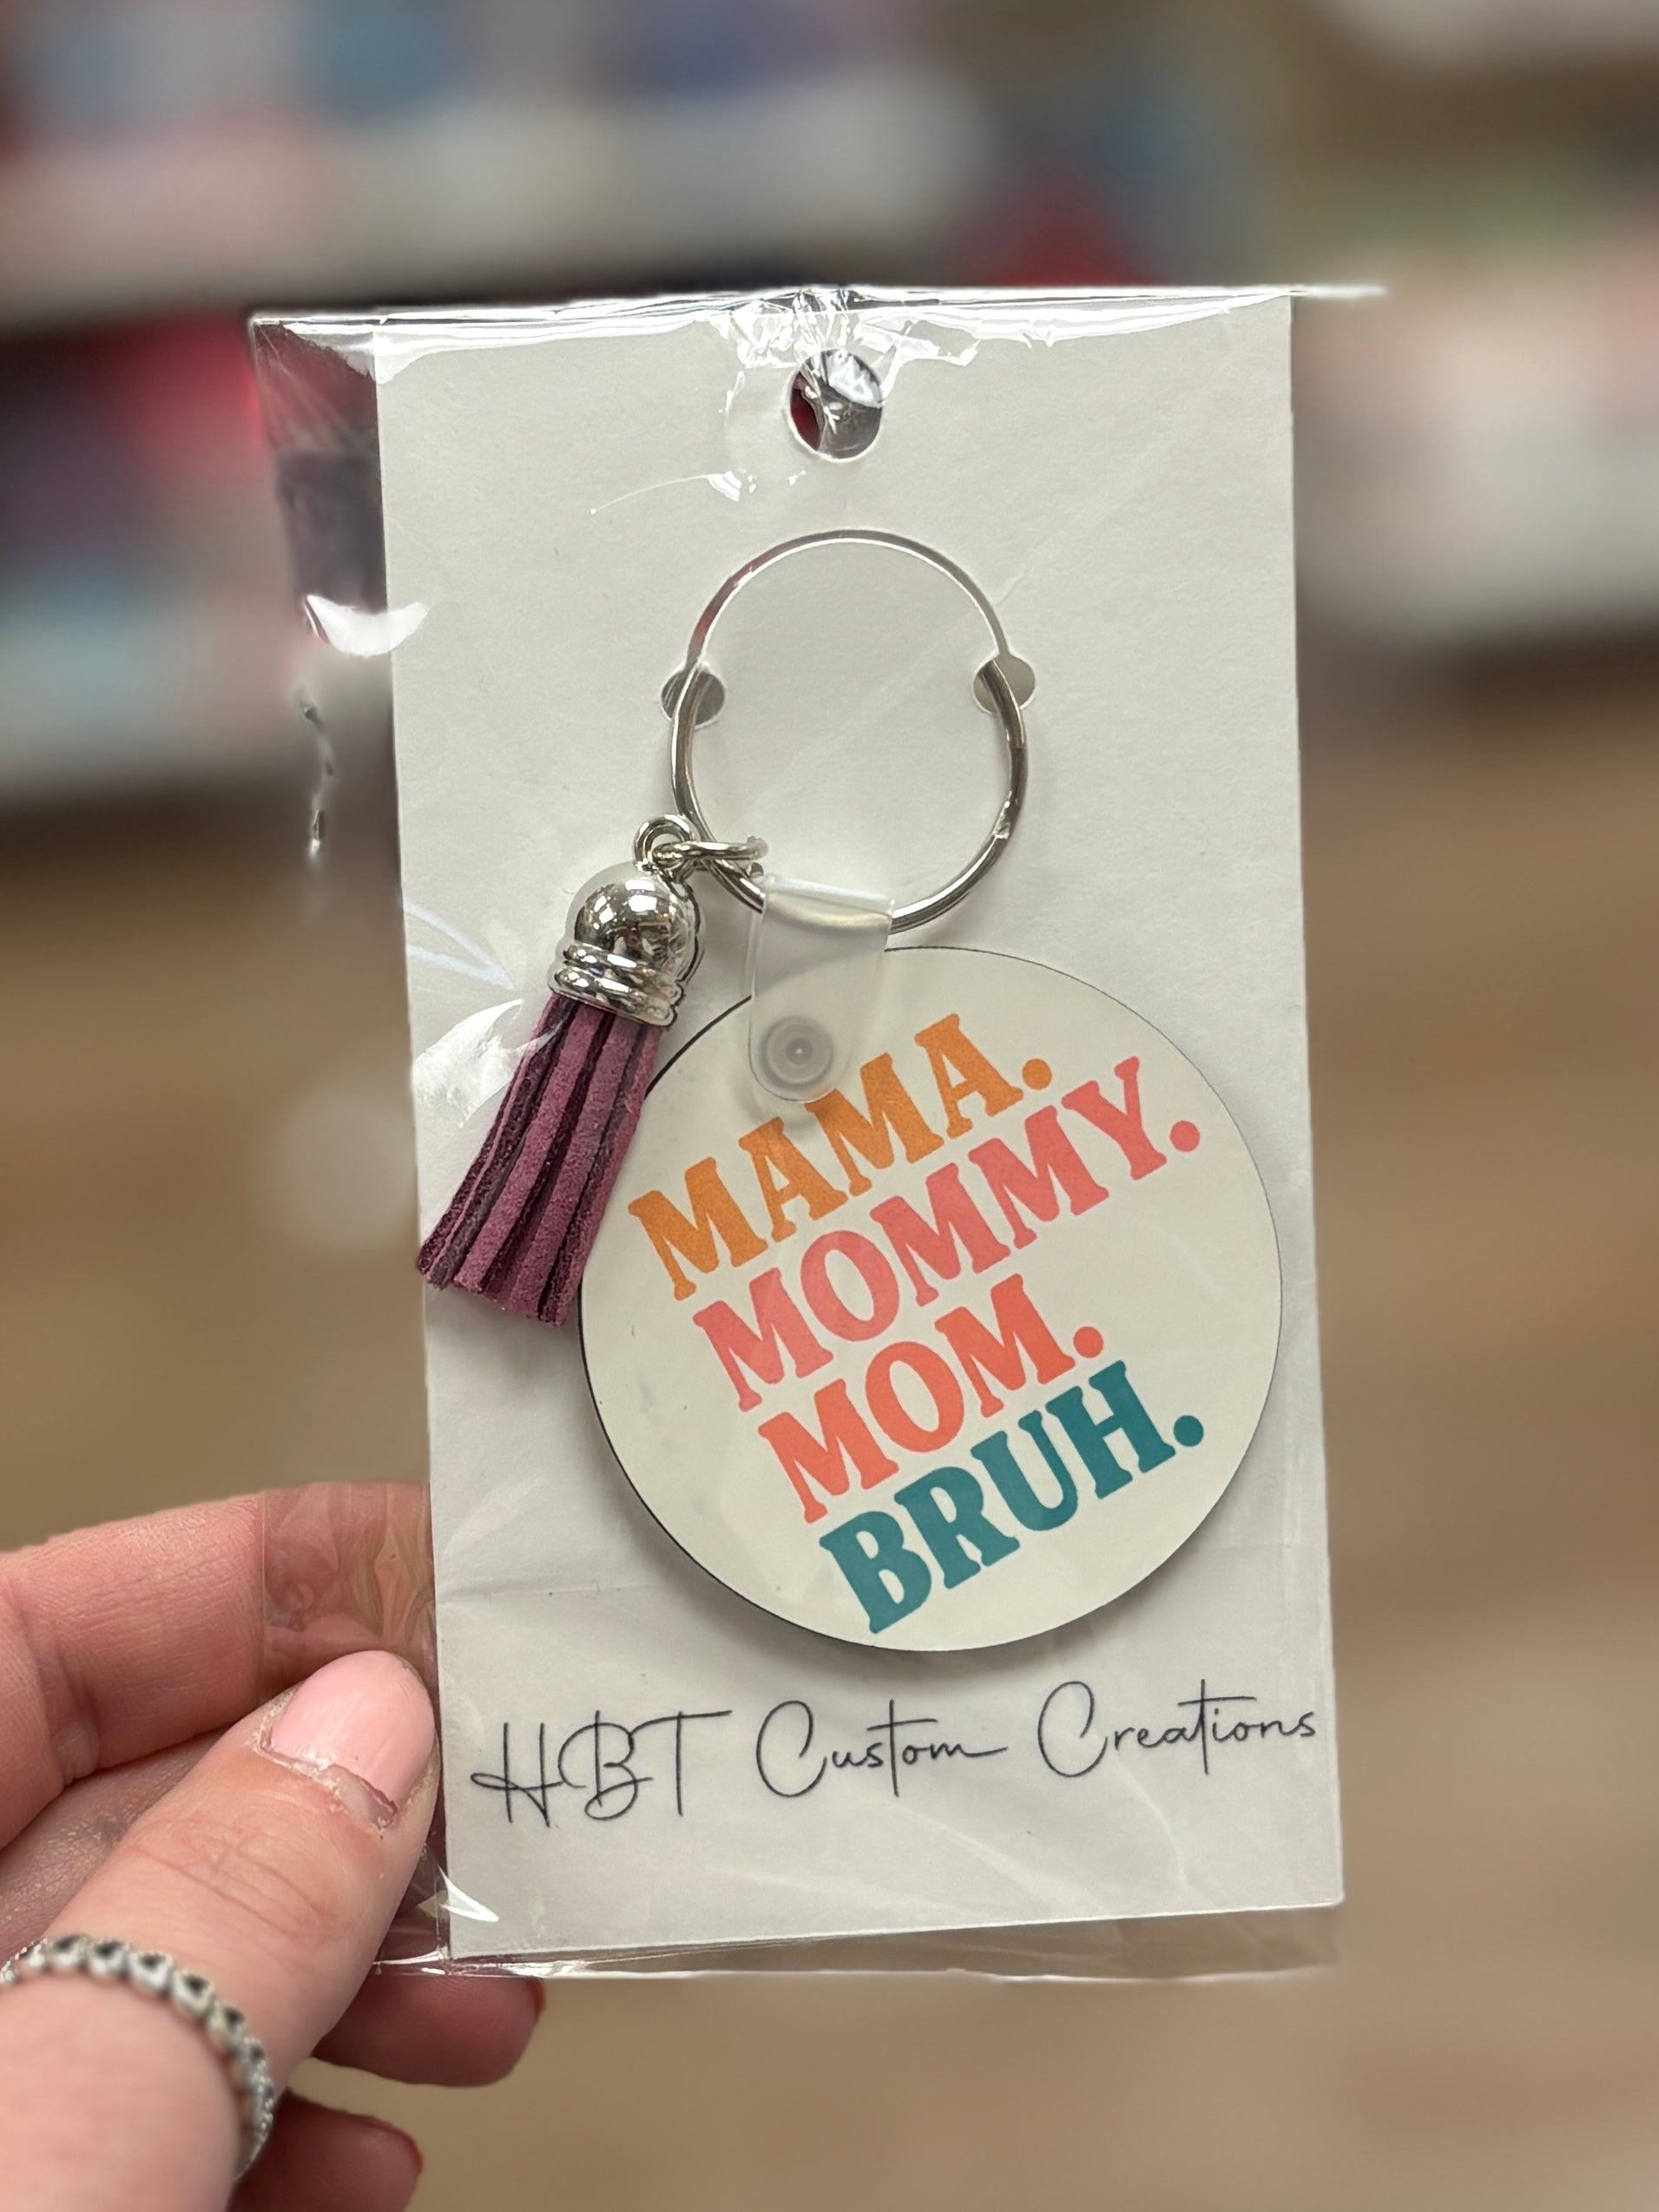 MAMA.
MOMMY.
MOM.
BRUH.
HBT Custom Creations